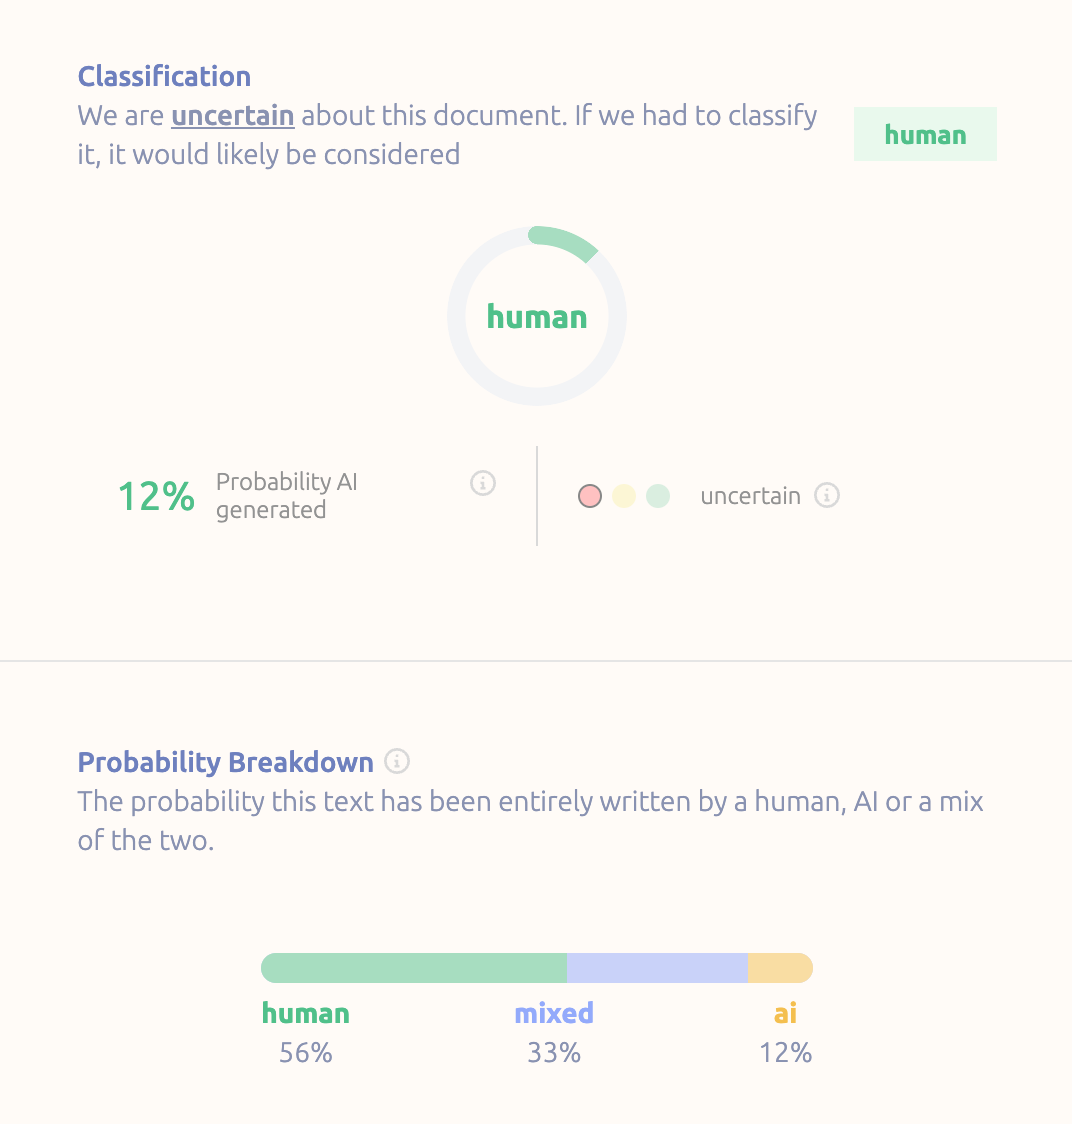 Classification
We are uncertain about this document. If we had to classify
it, it would likely be considered
human
human
12%
Probability AI
generated
uncertain
Probability Breakdown
The probability this text has been entirely written by a human, AI or a mix
of the two.
human mixed ai
56% 33% 12%